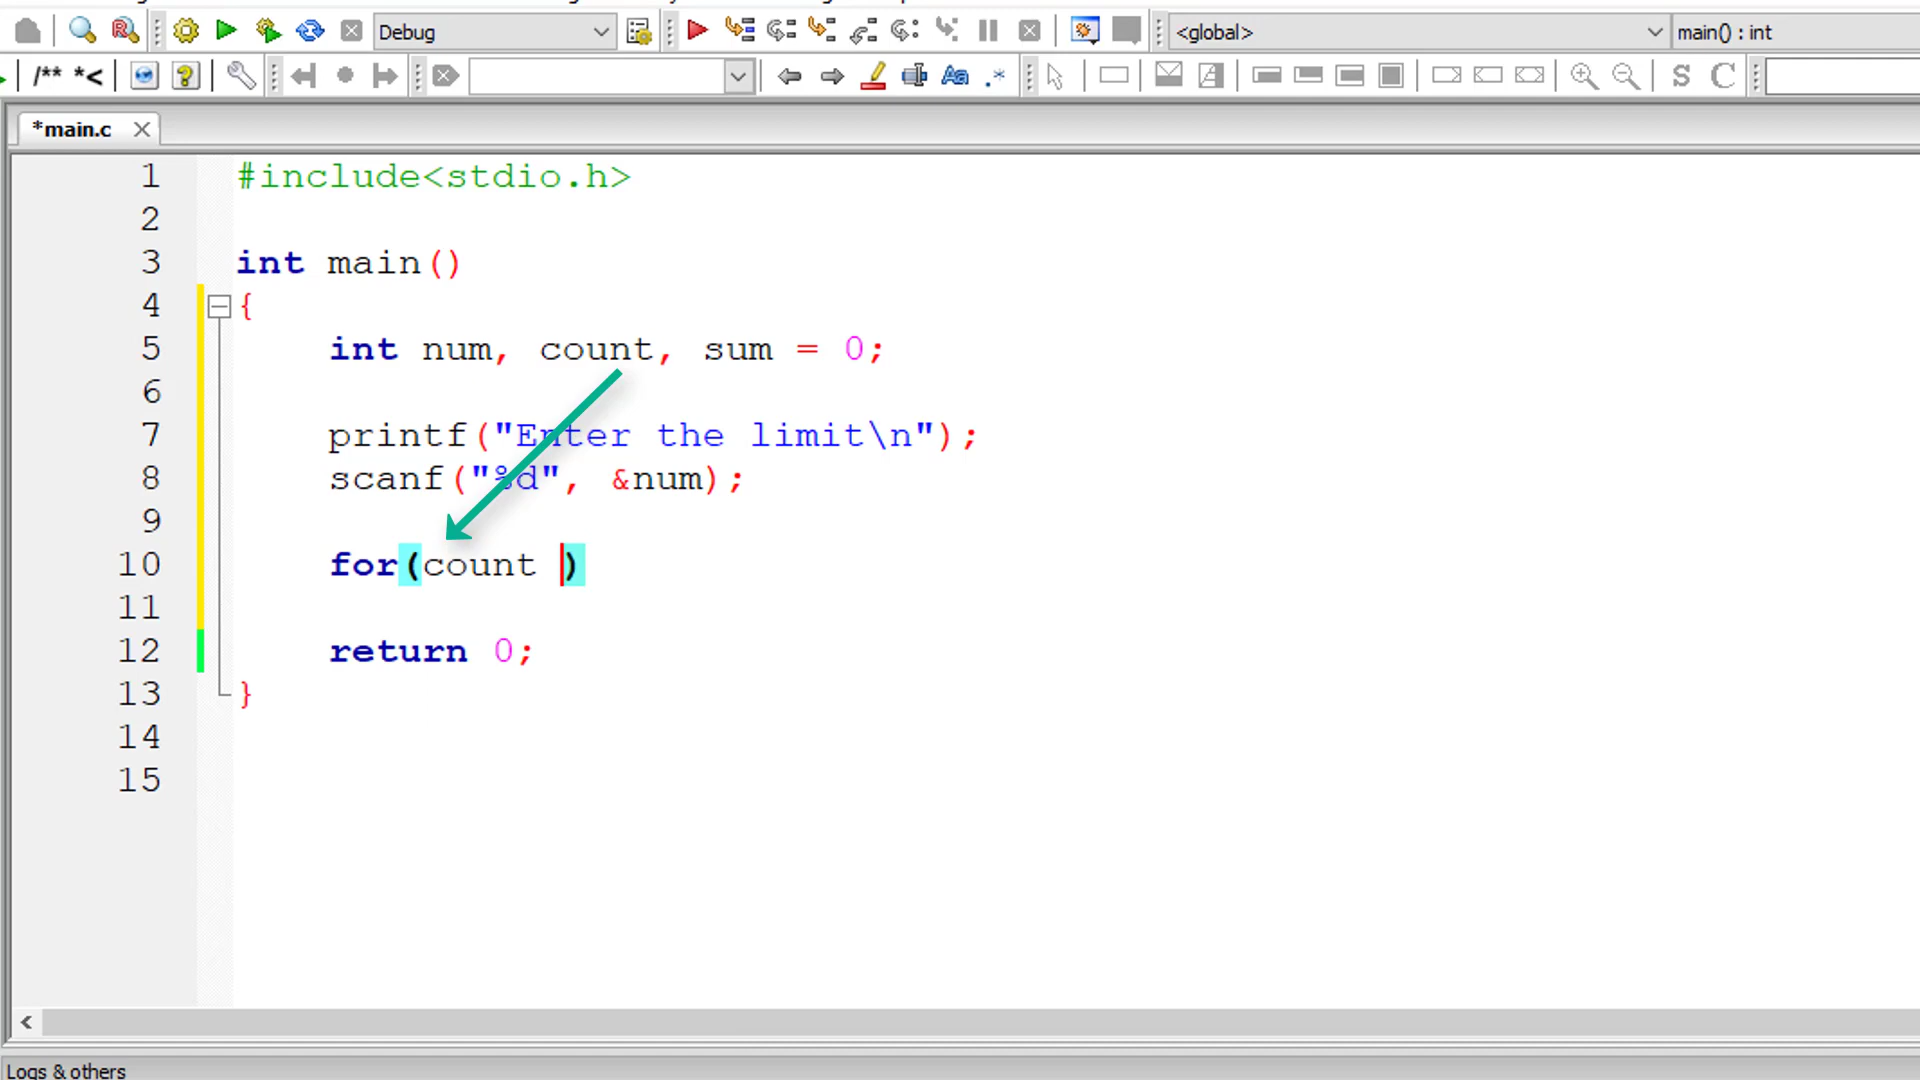 Debug
<global>
main() : int
/** *<
S C
*main.c
1 #include<stdio.h>
2
3 int main()
4 {
5 int num, count, sum = 0;
6
7 printf("Enter the limit\n");
8 scanf("%d", &num);
9
10 for(count )
11
12 return 0;
13 }
14
15
Logs & others